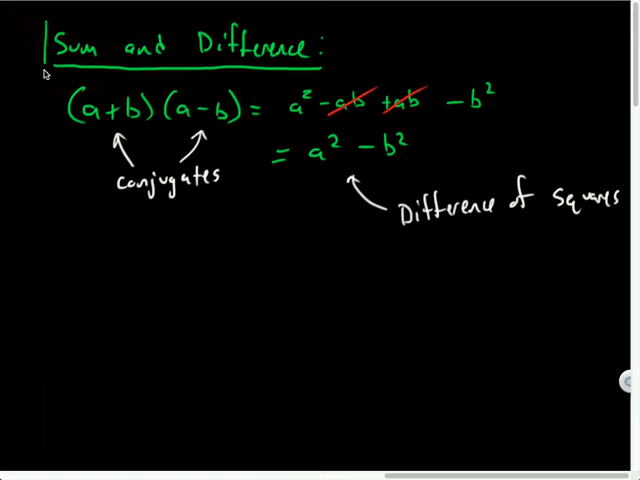 Sum and Difference:
(a+b)(a-b) = a² -ab +ab -b²
= a² - b²
conjugates
Difference of Squares